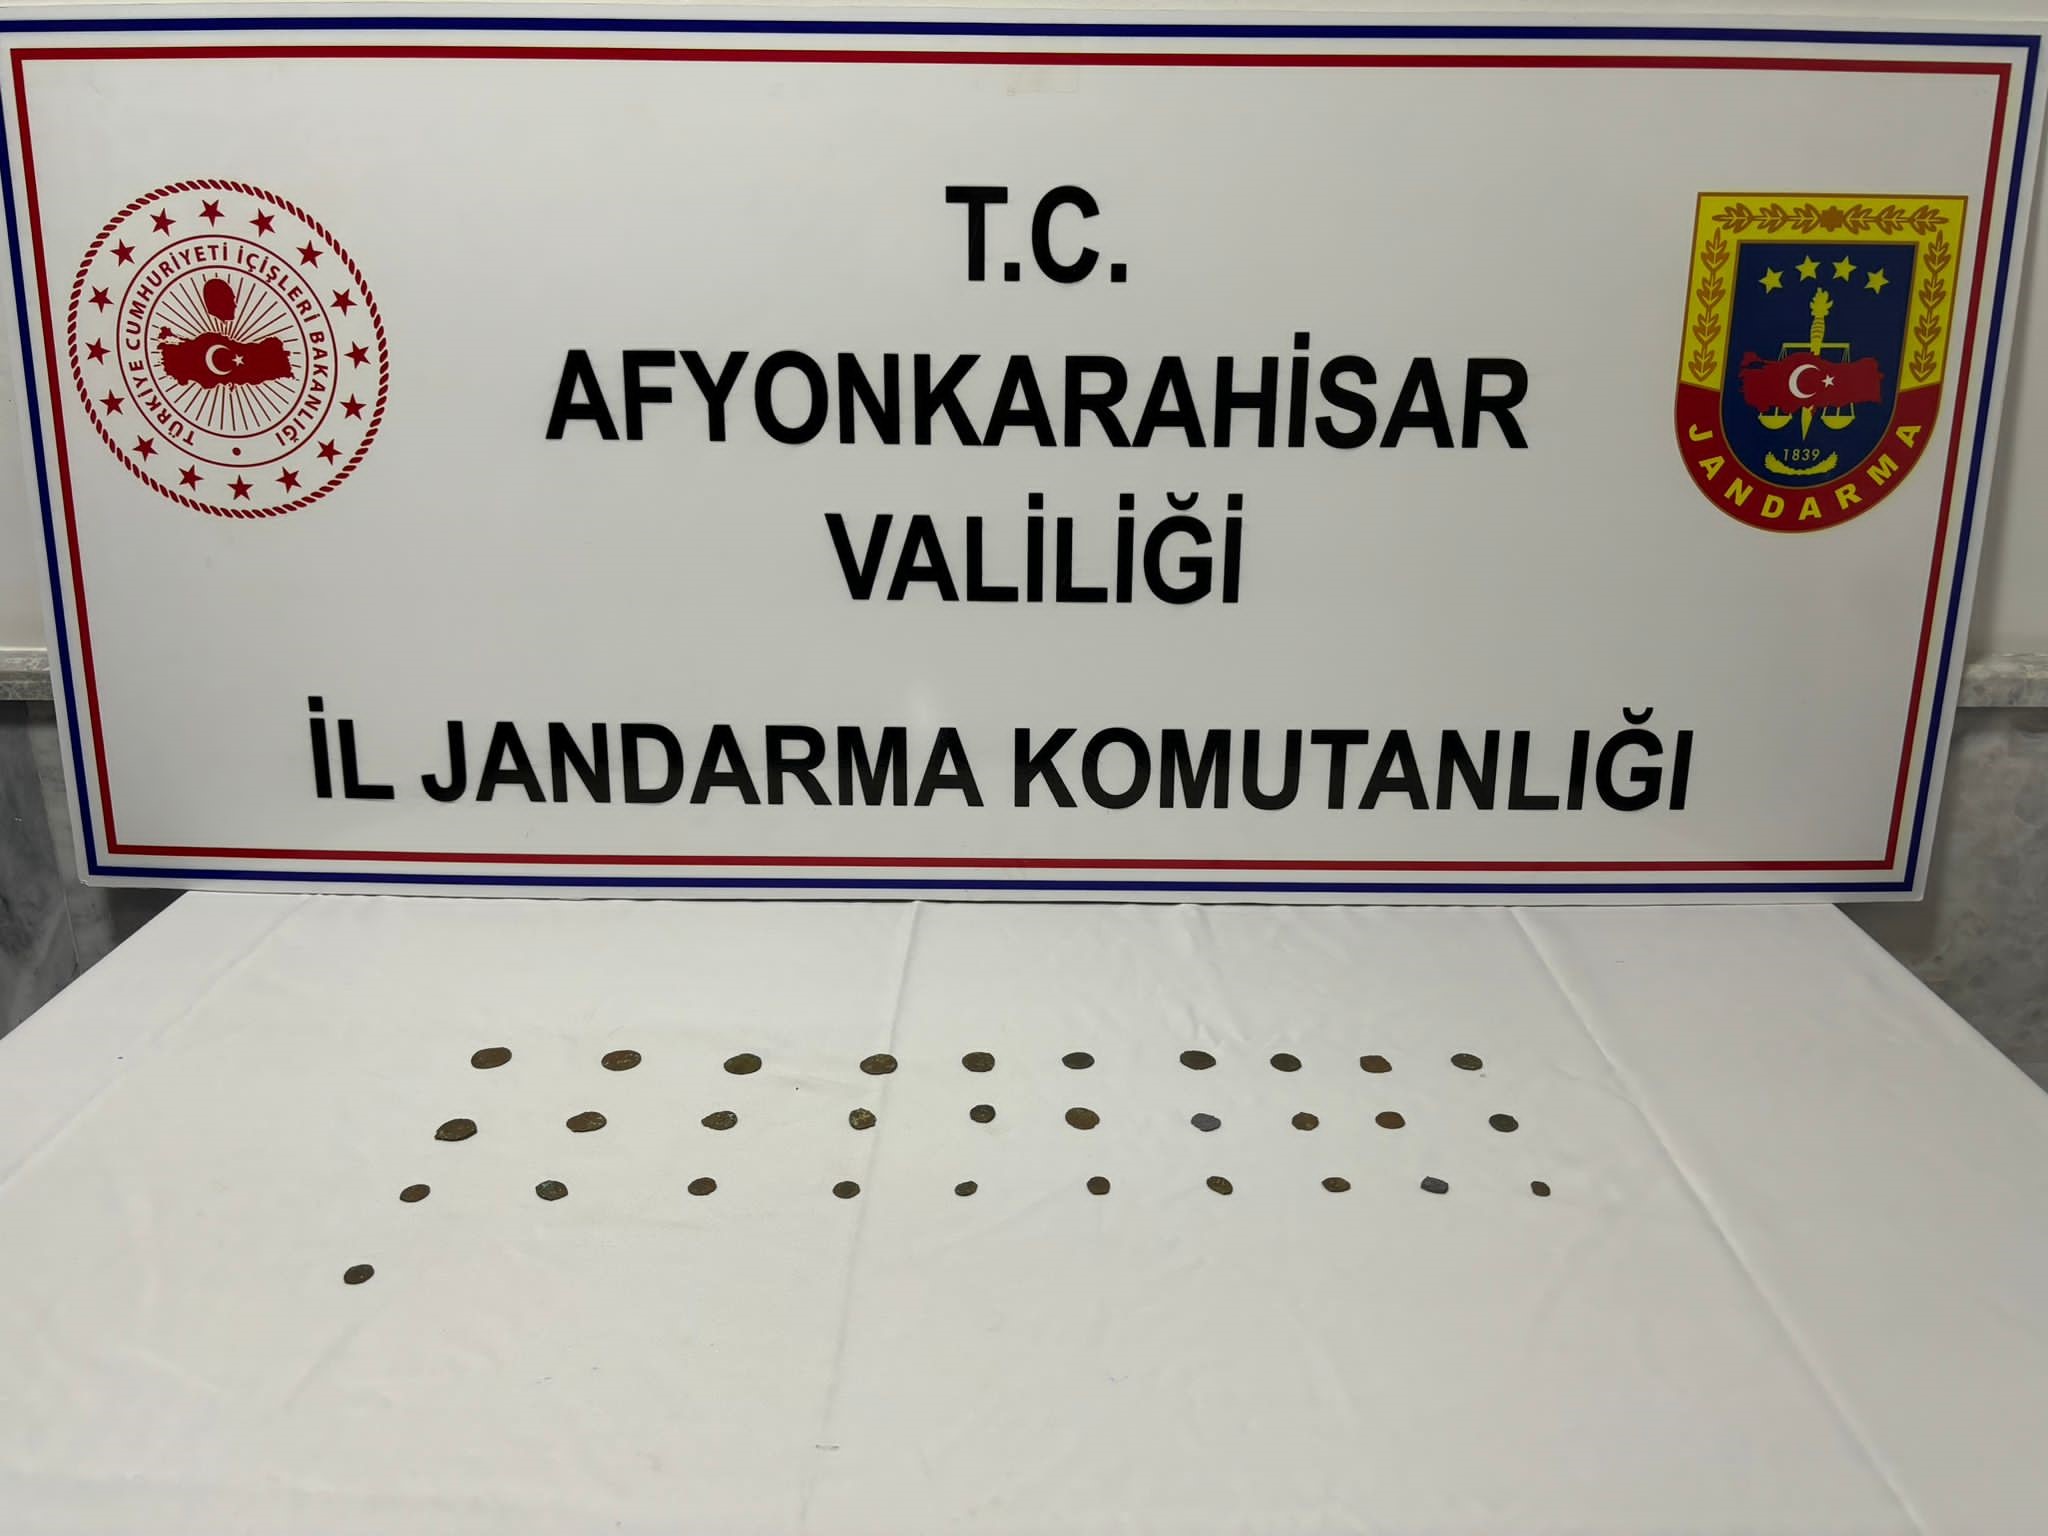 T.C.
AFYONKARAHİSAR
VALİLİĞİ
İL JANDARMA KOMUTANLIĞI
TÜRKİYE CUMHURİYETİ İÇİŞLERİ BAKANLIĞI
1839
JANDARMA